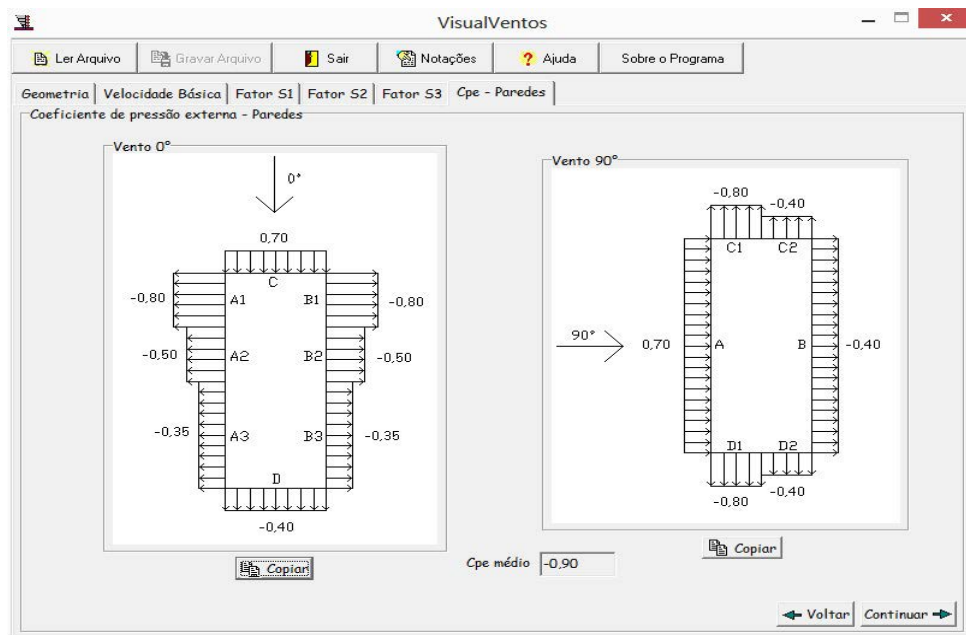 VisualVentos
Ler Arquivo Gravar Arquivo Sair Notações Ajuda Sobre o Programa
Geometria Velocidade Básica Fator S1 Fator S2 Fator S3 Cpe - Paredes
Coeficiente de pressão externa - Paredes
Vento 0°
0°
0,70
C
-0,80 A1 B1 -0,80
-0,50 A2 B2 -0,50
-0,35 A3 B3 -0,35
D
-0,40
Copiar
Vento 90°
-0,80 -0,40
C1 C2
90° 0,70 A B -0,40
D1 D2
-0,80 -0,40
Copiar
Cpe médio -0,90
Voltar Continuar